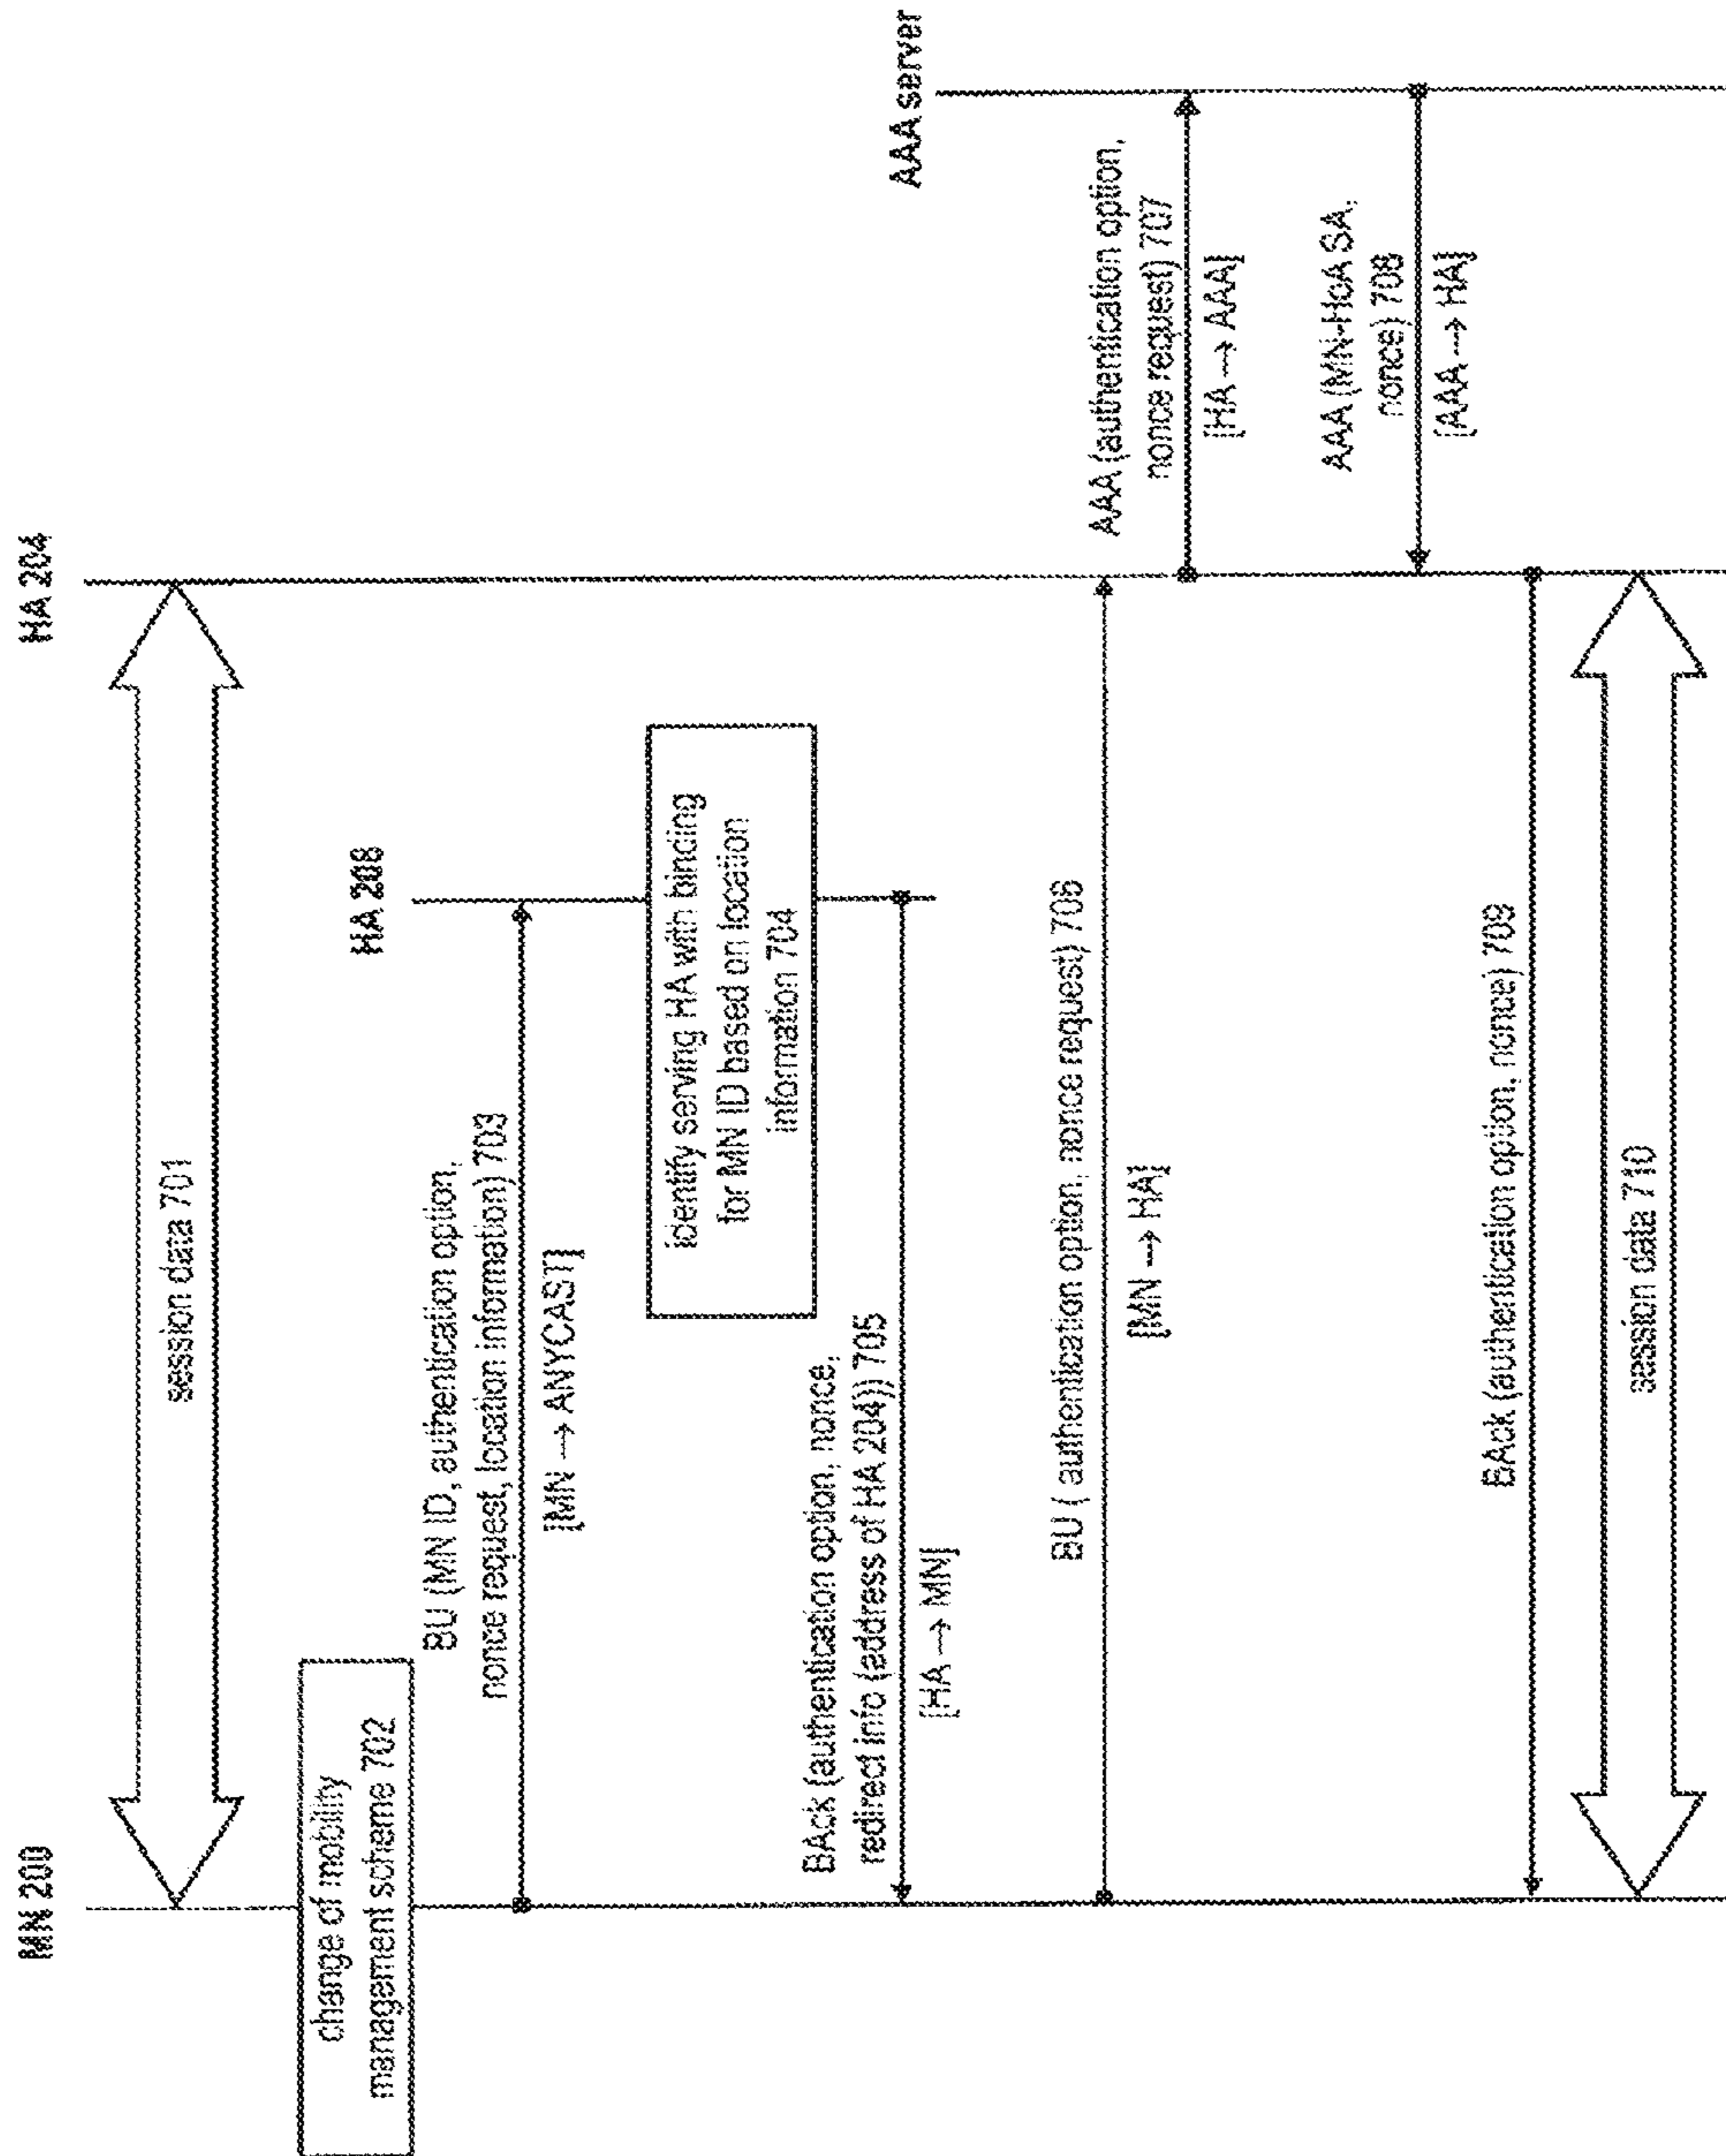 MN 200
HA 208
HA 204
AAA server
session data 701
change of mobility
management scheme 702
BU (MN ID, authentication option,
nonce request, location information) 703
[MN → ANYCAST]
identify serving HA with binding
for MN ID based on location
information 704
BAck (authentication option, nonce,
redirect info (address of HA 204)) 705
[HA → MN]
BU ( authentication option, nonce request) 706
[MN → HA]
AAA (authentication option,
nonce request) 707
[HA → AAA]
AAA (MN-HoA SA,
nonce) 708
[AAA → HA]
BAck (authentication option, nonce) 709
session data 710